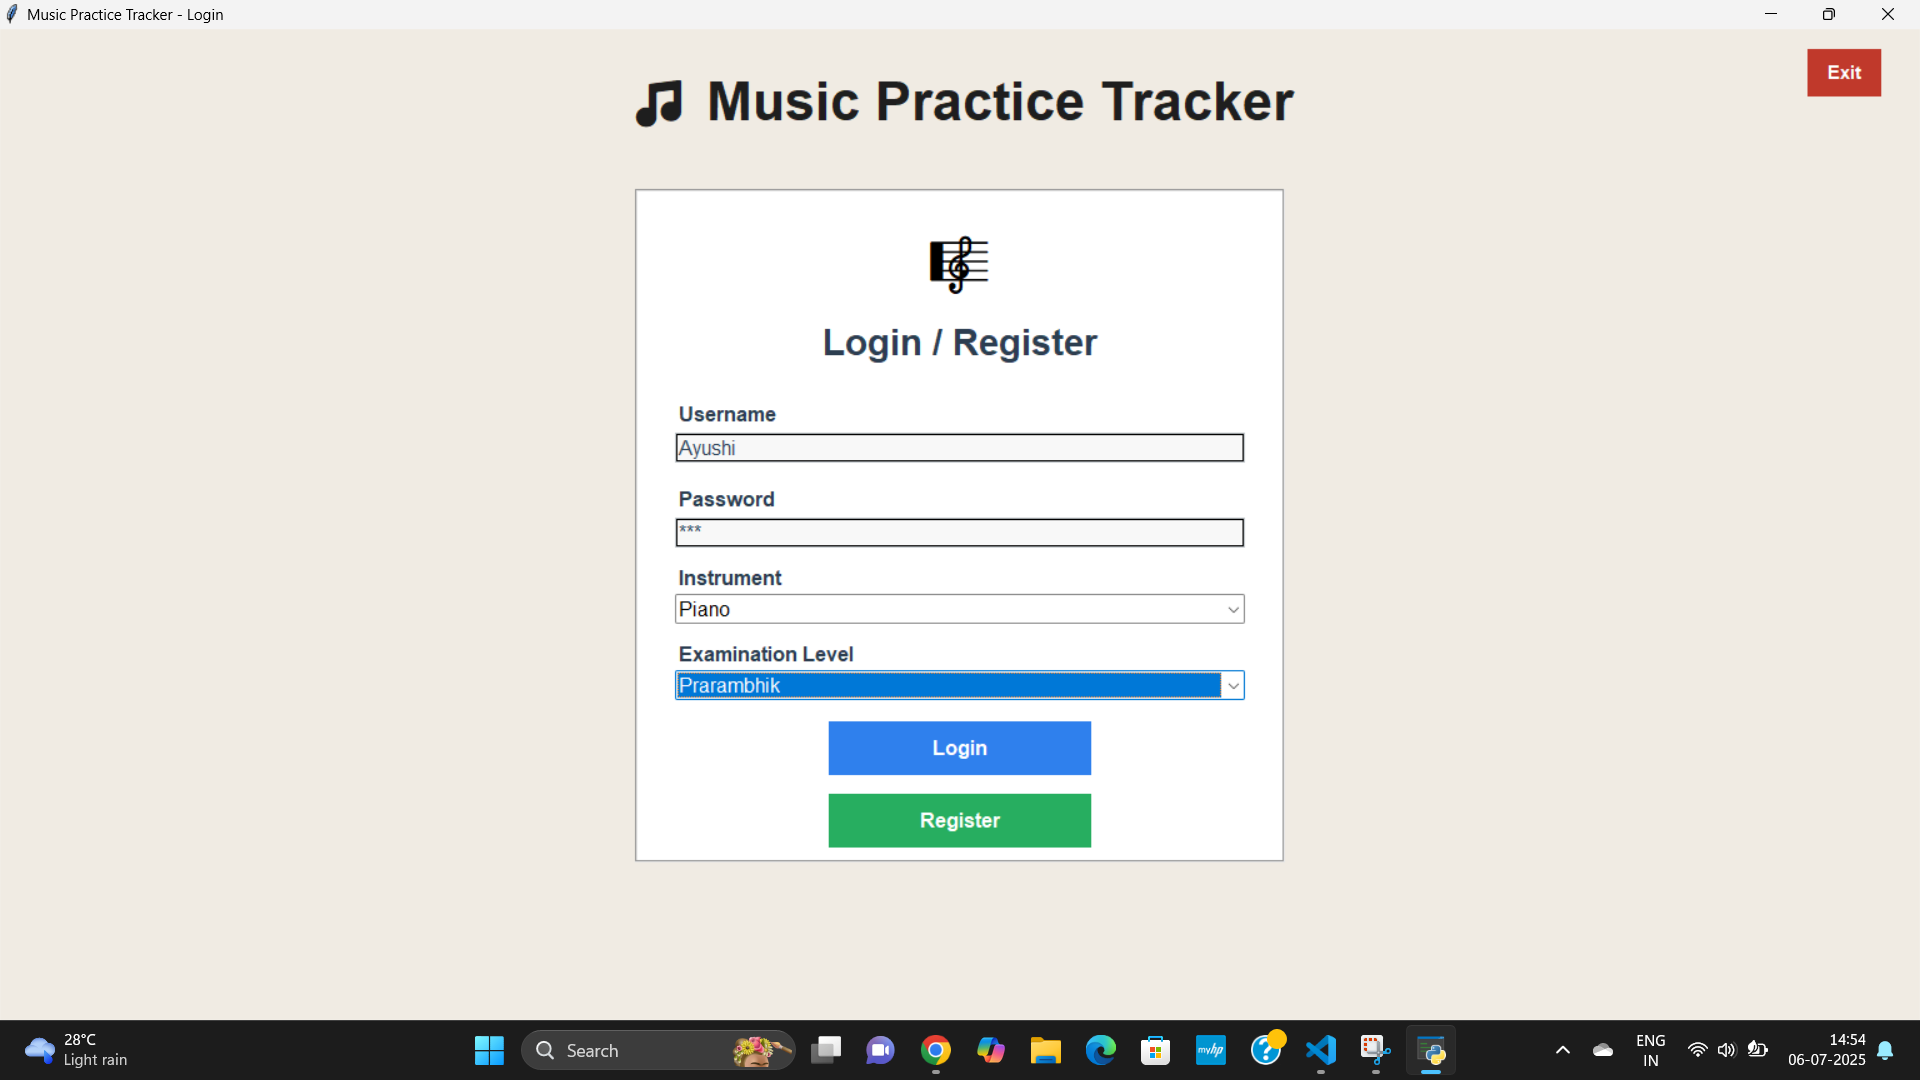 Music Practice Tracker - Login
Exit
Music Practice Tracker
Login / Register
Username
Ayushi
Password
***
Instrument
Piano
Examination Level
Prarambhik
Login
Register
28°C
Light rain
Search
myhp
ENG
IN
14:54
06-07-2025